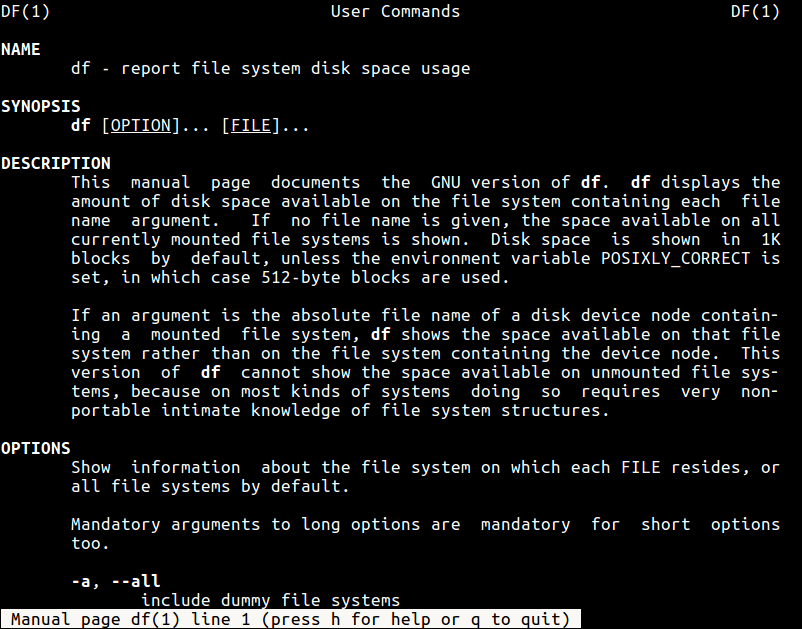 DF(1)                            User Commands                           DF(1)
NAME
df - report file system disk space usage
SYNOPSIS
df [OPTION]... [FILE]...
DESCRIPTION
This  manual  page  documents  the  GNU version of df.  df displays the
amount of disk space available on the file system containing each  file
name  argument.   If  no file name is given, the space available on all
currently mounted file systems is shown.  Disk space  is  shown  in  1K
blocks  by  default, unless the environment variable POSIXLY_CORRECT is
set, in which case 512-byte blocks are used.
If an argument is the absolute file name of a disk device node contain-
ing  a  mounted  file system, df shows the space available on that file
system rather than on the file system containing the device node.  This
version  of  df  cannot show the space available on unmounted file sys-
tems, because on most kinds of systems  doing  so  requires  very  non-
portable intimate knowledge of file system structures.
OPTIONS
Show  information  about the file system on which each FILE resides, or
all file systems by default.
Mandatory arguments to long options are  mandatory  for  short  options
too.
-a, --all
include dummy file systems
Manual page df(1) line 1 (press h for help or q to quit)